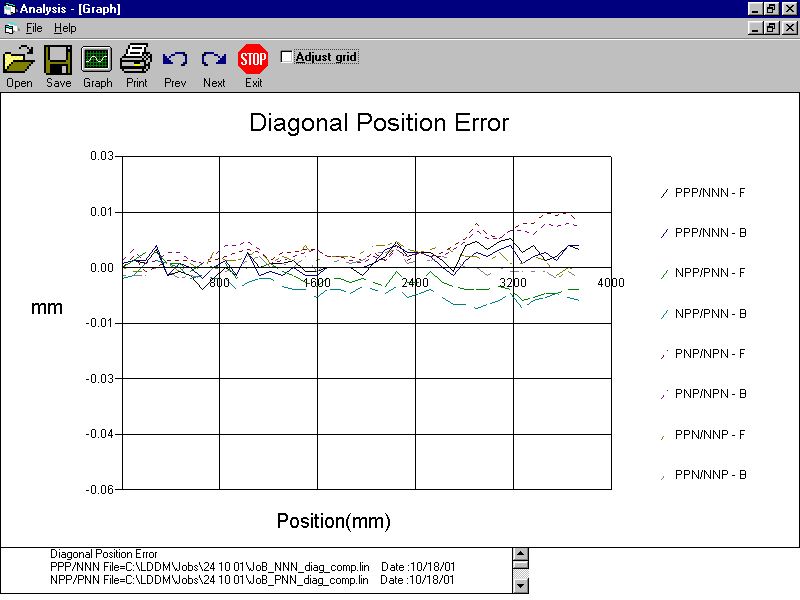 Analysis - [Graph]
File Help
Open Save Graph Print Prev Next STOP Exit Adjust grid
Diagonal Position Error
0.03
0.01
0.00
-0.01
-0.03
-0.04
-0.06
800 1600 2400 3200 4000
mm
Position(mm)
PPP/NNN - F
PPP/NNN - B
NPP/PNN - F
NPP/PNN - B
PNP/NPN - F
PNP/NPN - B
PPN/NNP - F
PPN/NNP - B
Diagonal Position Error
PPP/NNN File=C:\LDDM\Jobs\24 10 01\JoB_NNN_diag_comp.lin Date :10/18/01
NPP/PNN File=C:\LDDM\Jobs\24 10 01\JoB_PNN_diag_comp.lin Date :10/18/01